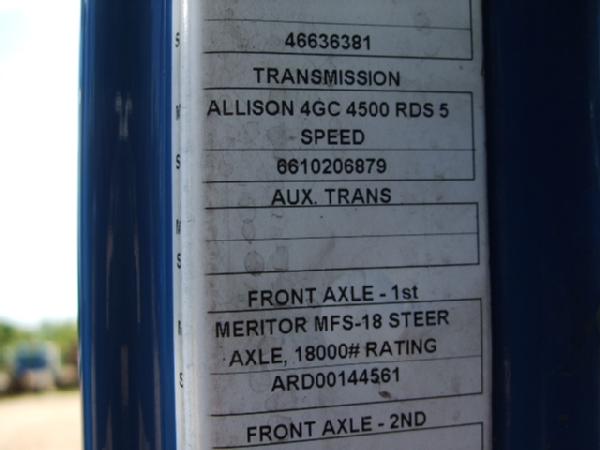 S 46636381
TRANSMISSION
M ALLISON 4GC 4500 RDS 5
SPEED
S 6610206879
AUX. TRANS
M
S
FRONT AXLE - 1st
M MERITOR MFS-18 STEER
AXLE, 18000# RATING
S ARD00144561
FRONT AXLE - 2ND